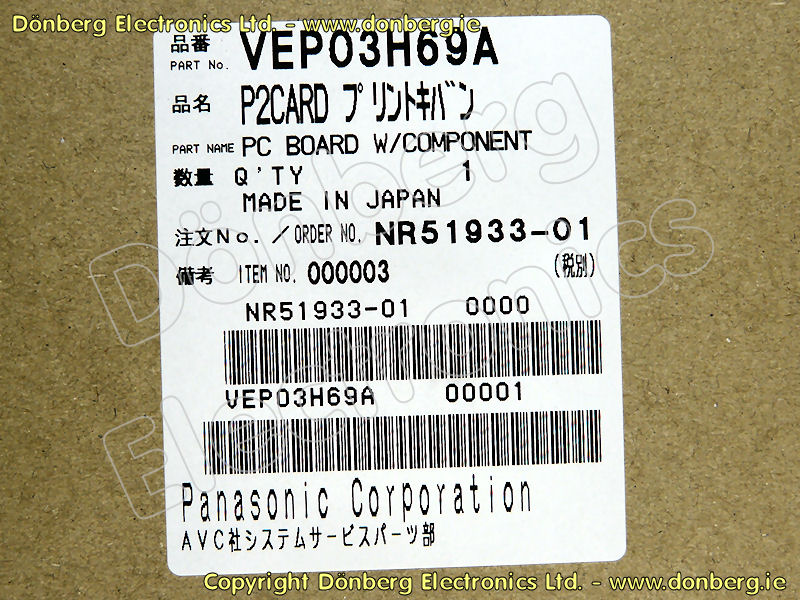 Dönberg Electronics Ltd. - www.donberg.ie
品番 VEP03H69A
PART No.
品名 P2CARD プリントキバン
PART NAME PC BOARD W/COMPONENT
数量 Q'TY 1
MADE IN JAPAN
注文No./ORDER NO. NR51933-01
備考 ITEM NO. 000003 (税別)
NR51933-01 0000
VEP03H69A 00001
Panasonic Corporation
AVC社システムサービスパーツ部
Dönberg Electronics
Copyright Dönberg Electronics Ltd. - www.donberg.ie